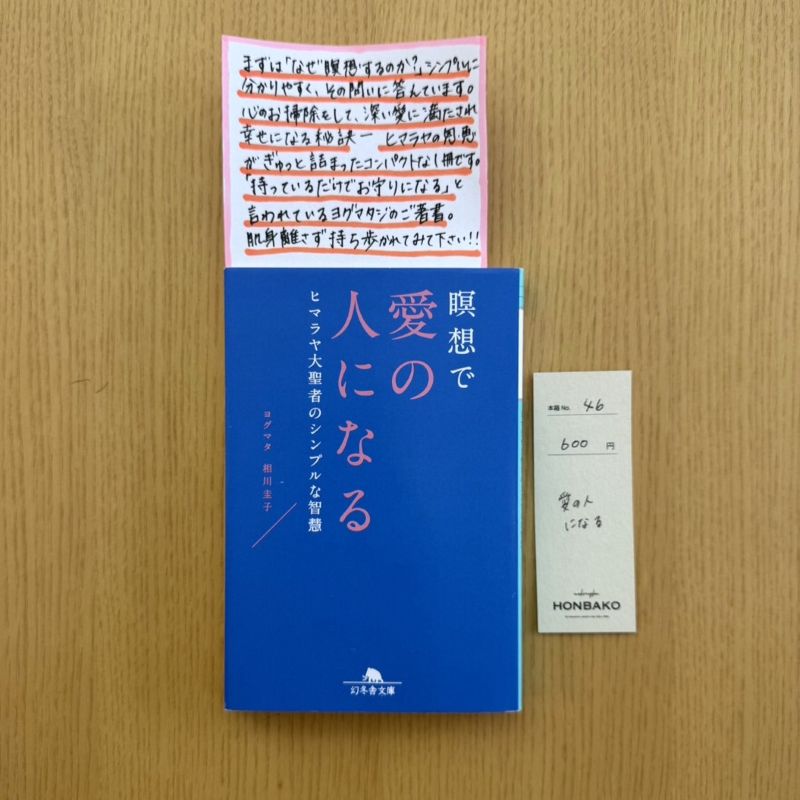 まずは「なぜ瞑想するのか?」シンプルに
分かりやすく、その問いに答えています。
心のお掃除をして、深い愛に満たされ
幸せになる秘訣ー ヒマラヤの恩恵
がぎゅっと詰まったコンパクトな1冊です。
「持っているだけでお守りになる」と
言われているヨグマタジのご著書。
肌身離さず持ち歩かれてみて下さい!!
瞑想で
愛の
人になる
ヒマラヤ大聖者のシンプルな智慧
ヨグマタ 相川圭子
幻冬舎文庫
本箱No. 46
600 円
愛の人
になる
HONBAKO